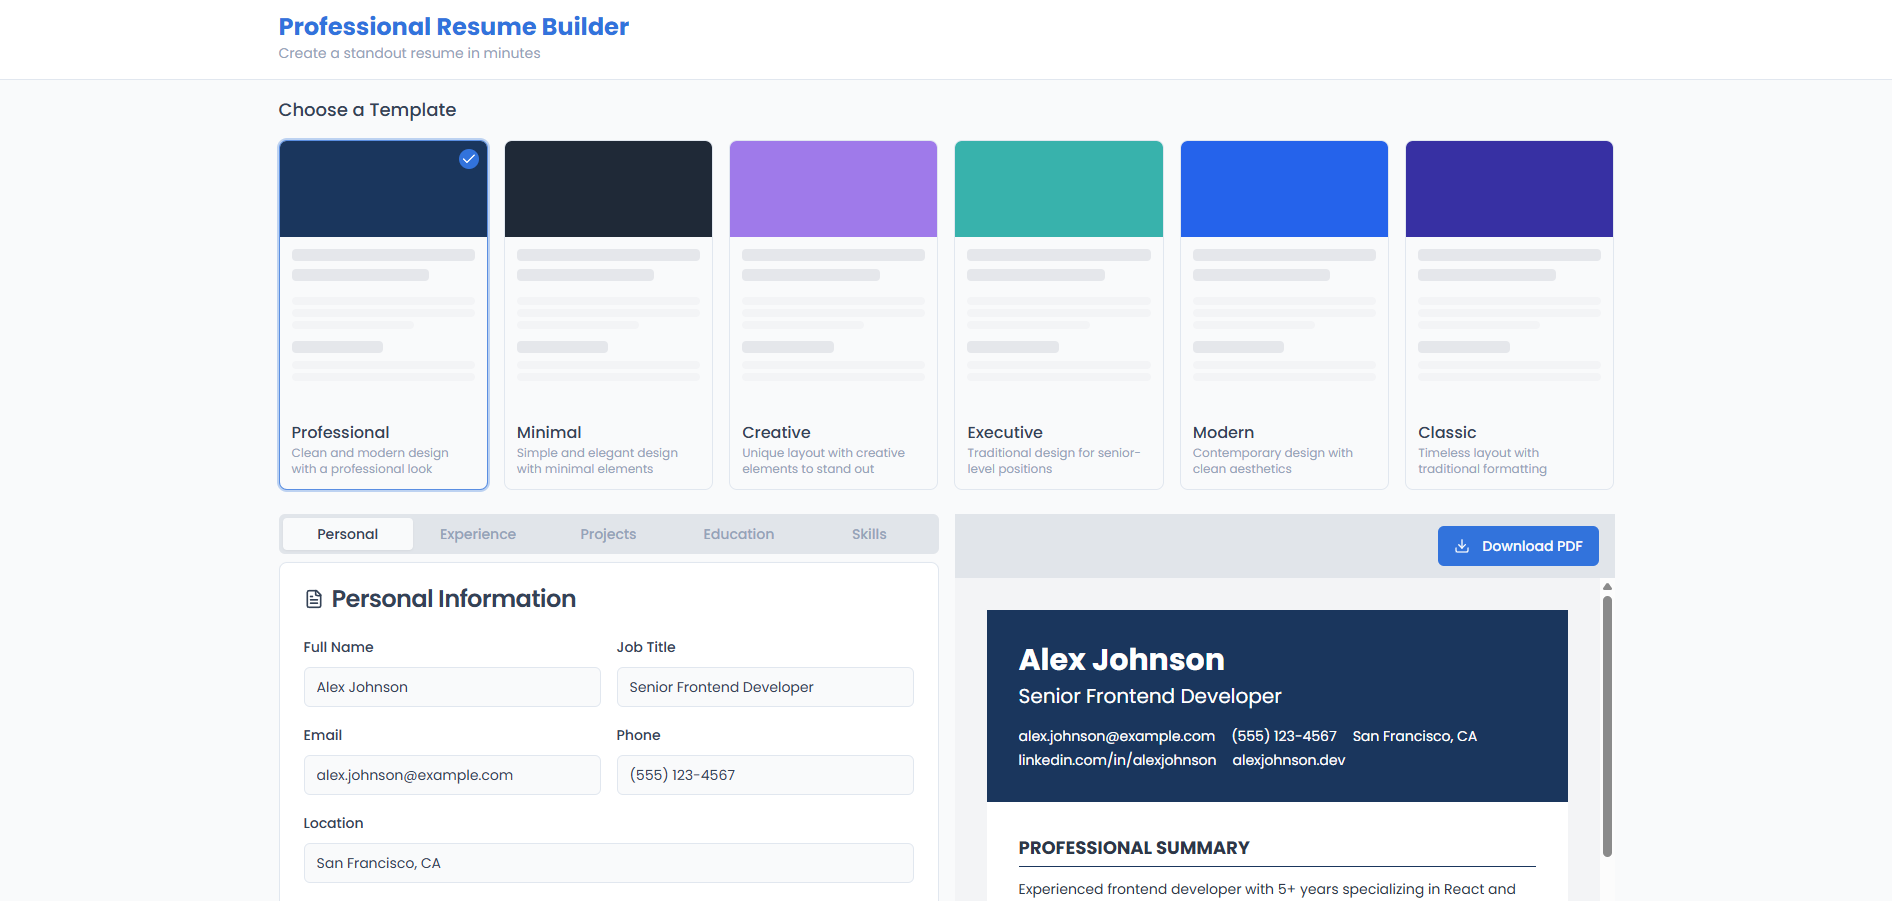 Professional Resume Builder
Create a standout resume in minutes
Choose a Template
Professional
Clean and modern design
with a professional look
Minimal
Simple and elegant design
with minimal elements
Creative
Unique layout with creative
elements to stand out
Executive
Traditional design for senior-
level positions
Modern
Contemporary design with
clean aesthetics
Classic
Timeless layout with
traditional formatting
Personal
Experience
Projects
Education
Skills
Personal Information
Full Name
Job Title
Alex Johnson
Senior Frontend Developer
Email
Phone
alex.johnson@example.com
(555) 123-4567
Location
San Francisco, CA
Download PDF
Alex Johnson
Senior Frontend Developer
alex.johnson@example.com (555) 123-4567 San Francisco, CA
linkedin.com/in/alexjohnson alexjohnson.dev
PROFESSIONAL SUMMARY
Experienced frontend developer with 5+ years specializing in React and